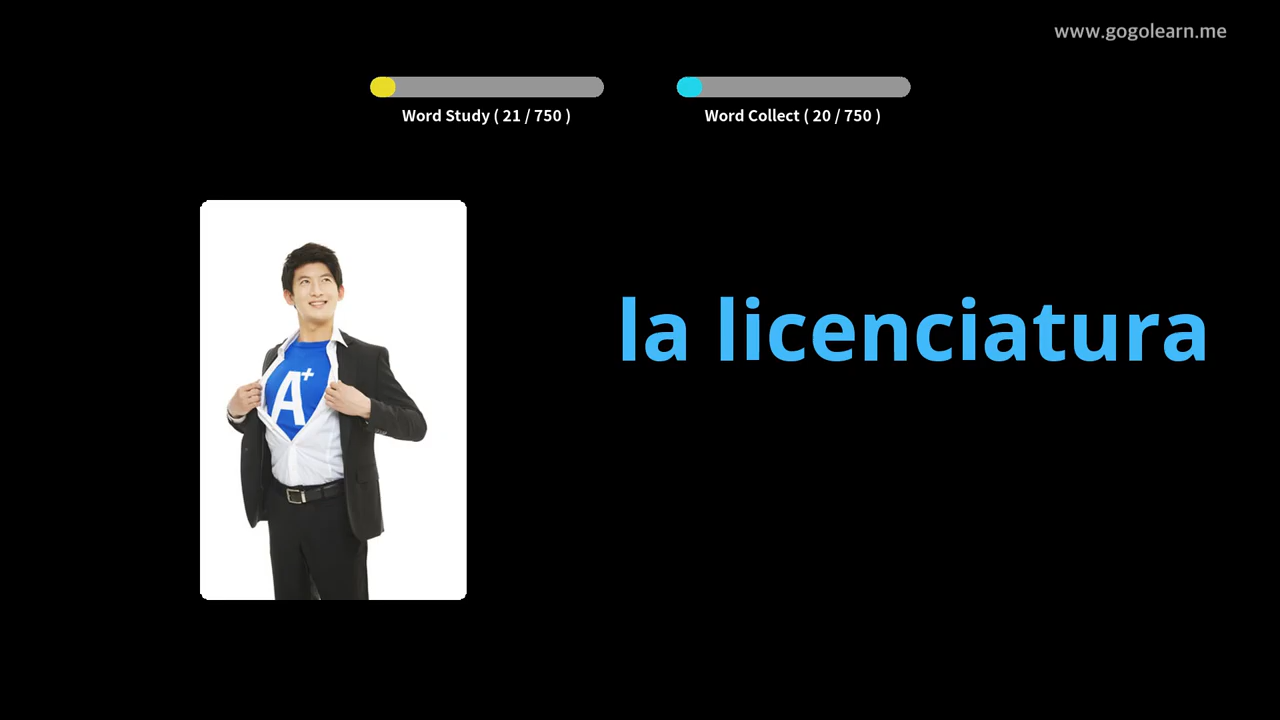 www.gogolearn.me
Word Study ( 21 / 750 )
Word Collect ( 20 / 750 )
A+
la licenciatura